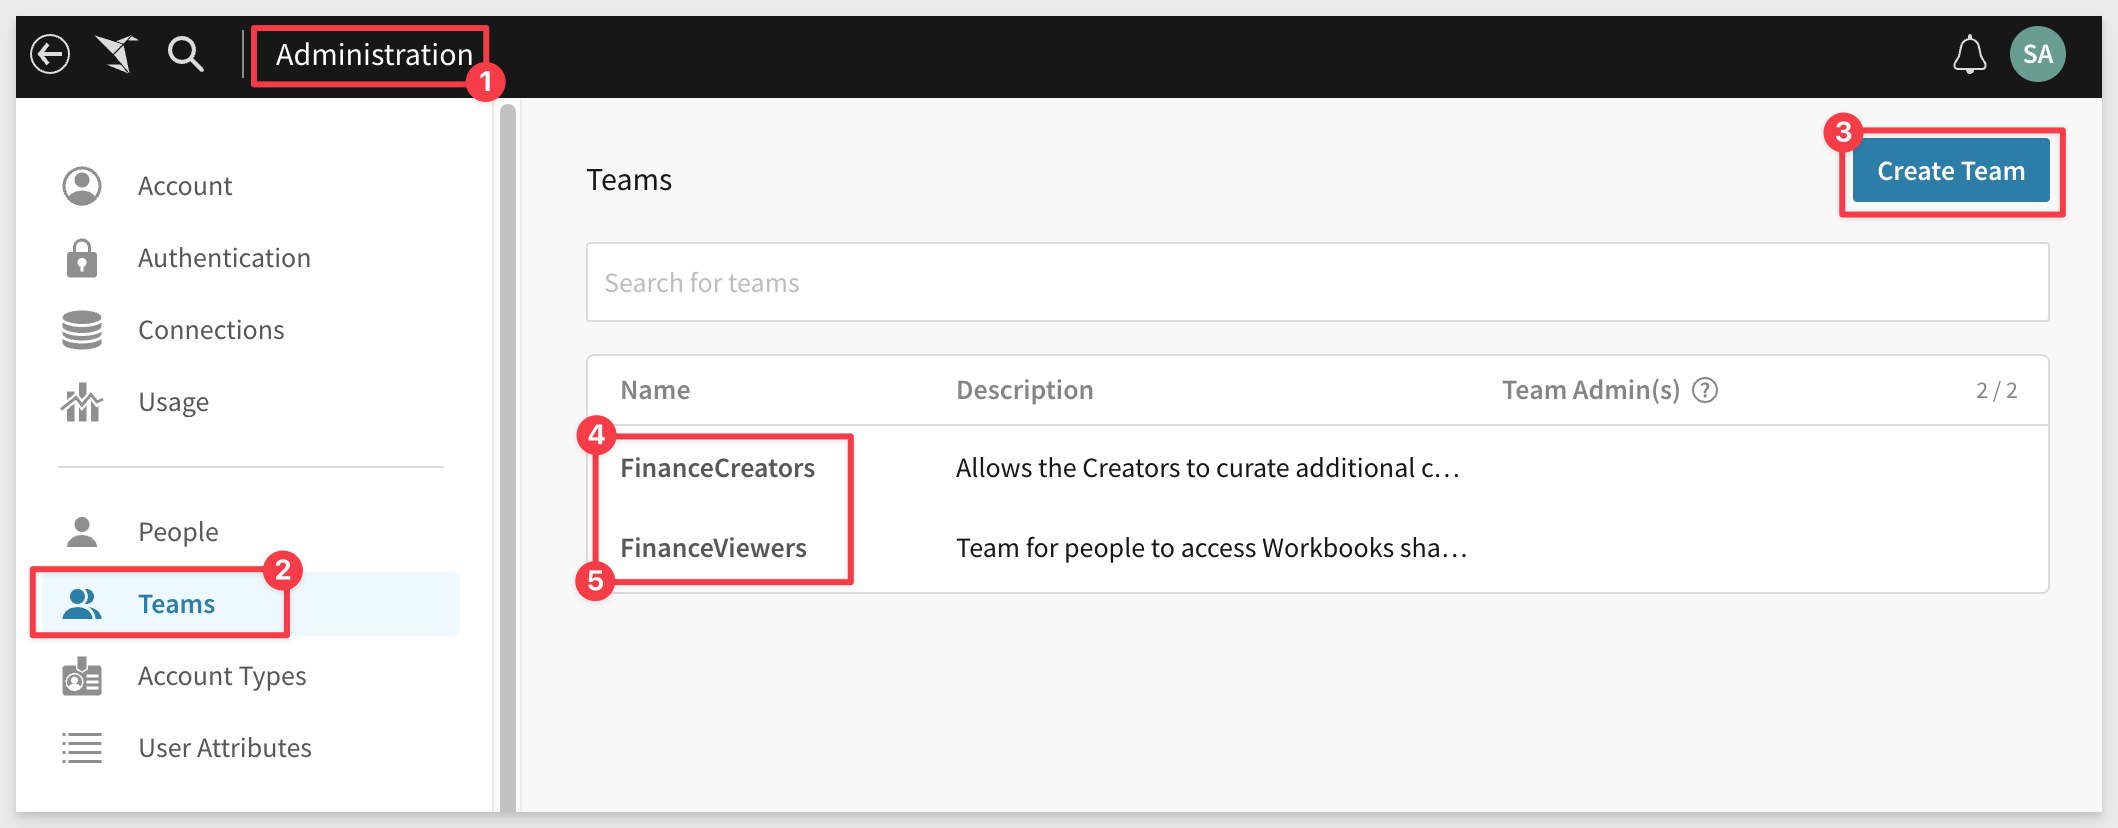 Administration
1
SA
Account
Authentication
Connections
Usage
People
2
Teams
Account Types
User Attributes
Teams
3
Create Team
Search for teams
Name Description Team Admin(s) ? 2 / 2
4
FinanceCreators Allows the Creators to curate additional c…
FinanceViewers Team for people to access Workbooks sha…
5